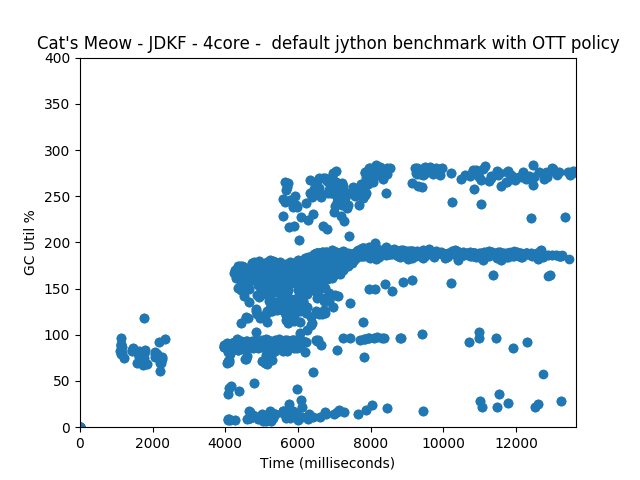 Cat's Meow - JDKF - 4core -  default jython benchmark with OTT policy
400
350
300
250
200
150
100
50
0
GC Util %
0 2000 4000 6000 8000 10000 12000
Time (milliseconds)